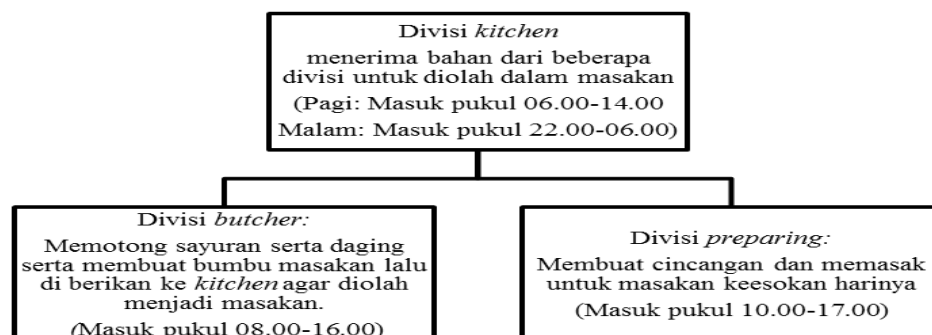 Divisi kitchen
menerima bahan dari beberapa
divisi untuk diolah dalam masakan
(Pagi: Masuk pukul 06.00-14.00
Malam: Masuk pukul 22.00-06.00)
Divisi butcher:
Memotong sayuran serta daging
serta membuat bumbu masakan lalu
di berikan ke kitchen agar diolah
menjadi masakan.
(Masuk pukul 08.00-16.00)
Divisi preparing:
Membuat cincangan dan memasak
untuk masakan keesokan harinya
(Masuk pukul 10.00-17.00)